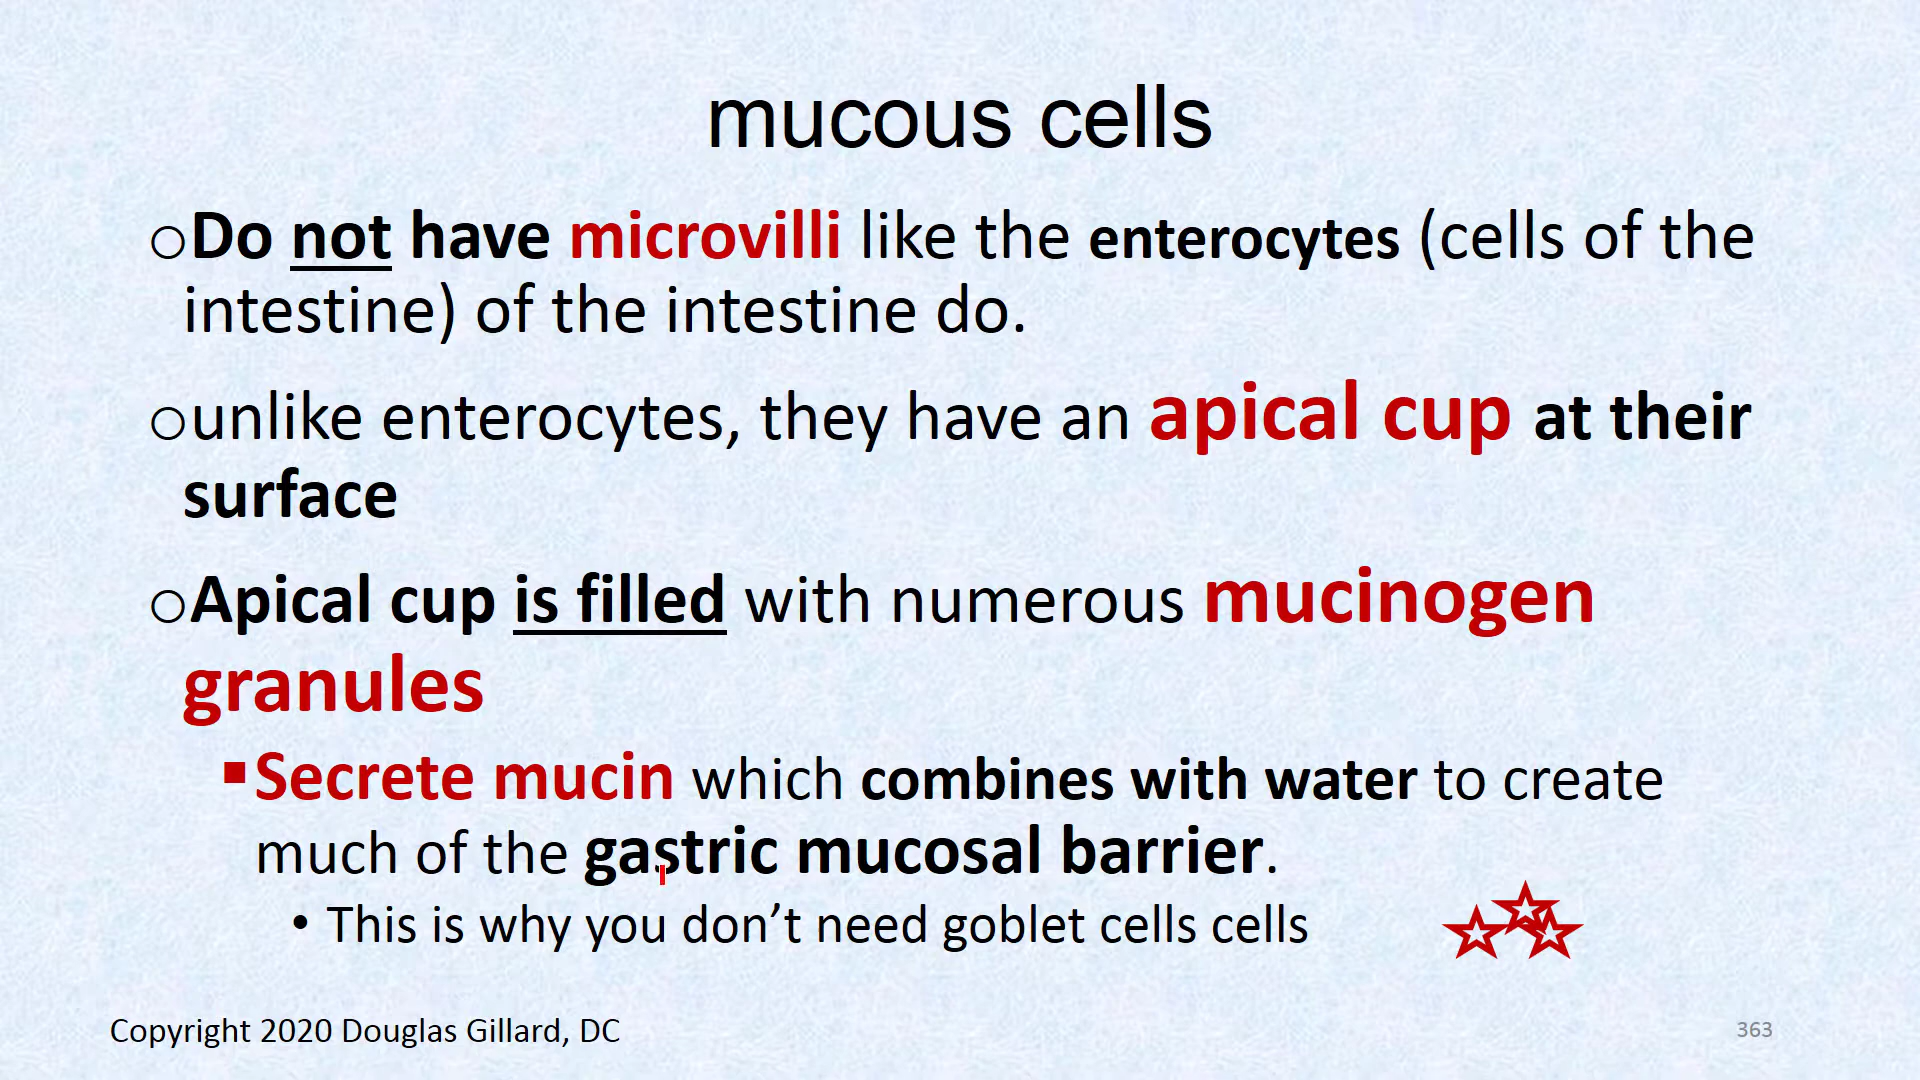 mucous cells
○Do not have microvilli like the enterocytes (cells of the
intestine) of the intestine do.
○unlike enterocytes, they have an apical cup at their
surface
○Apical cup is filled with numerous mucinogen
granules
▪Secrete mucin which combines with water to create
much of the gastric mucosal barrier.
• This is why you don’t need goblet cells cells
Copyright 2020 Douglas Gillard, DC
363